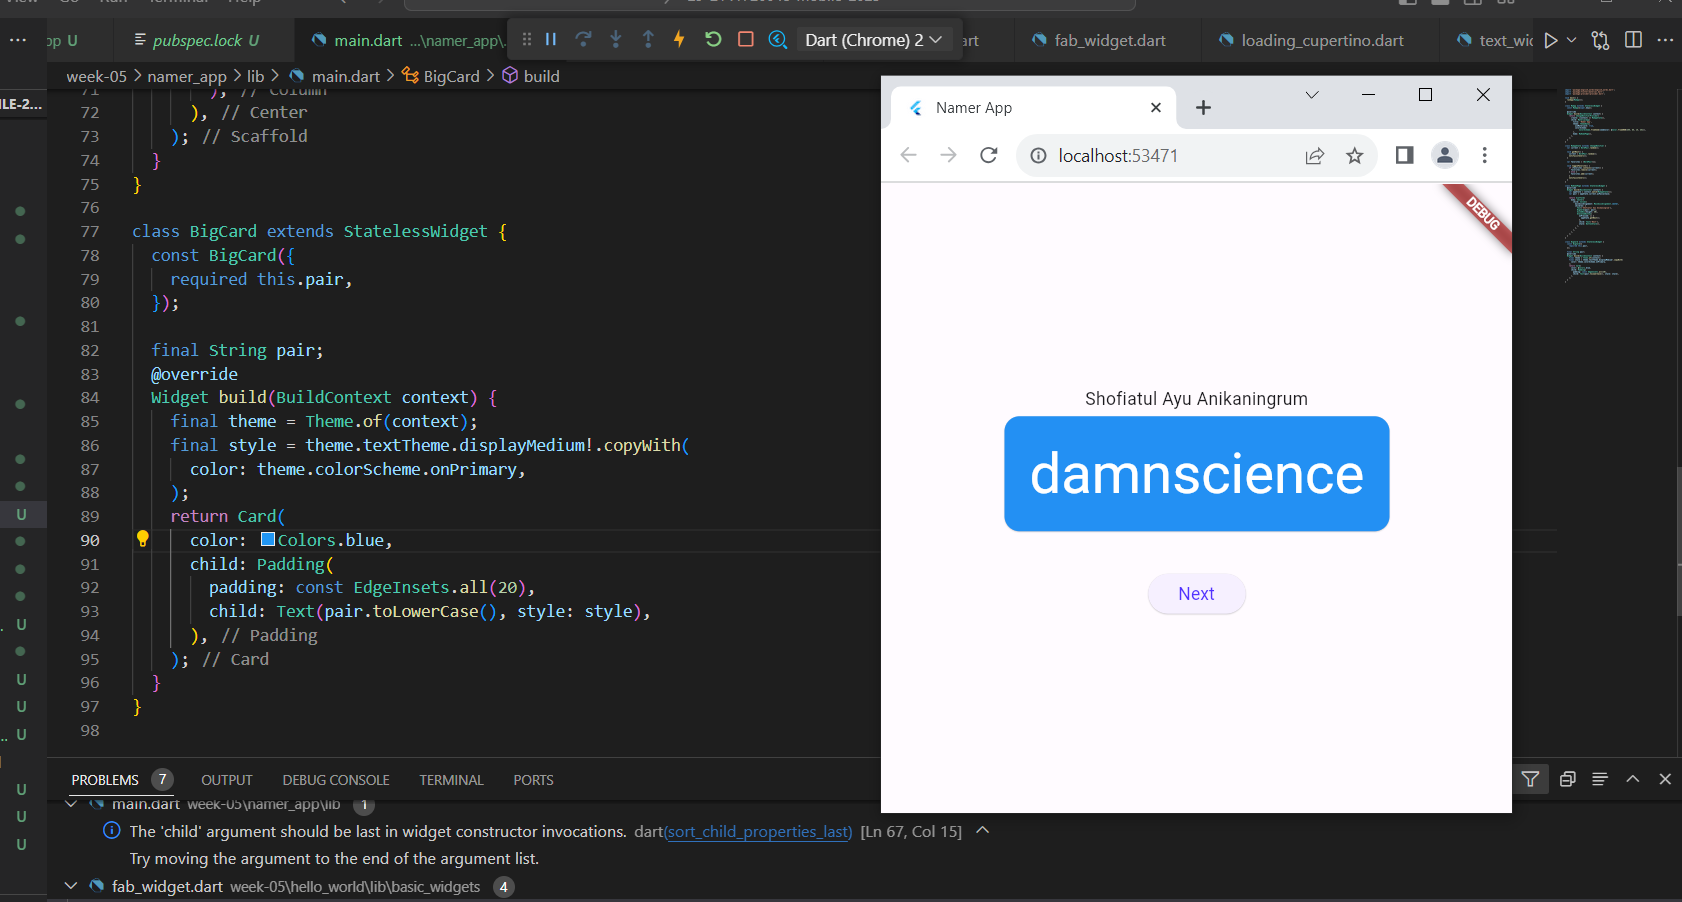 pubspec.lock U
main.dart ...\namer_app\.
Dart (Chrome) 2
fab_widget.dart
loading_cupertino.dart
week-05 > namer_app > lib > main.dart > BigCard > build
ILE-2...
71 ), // Column
72 ), // Center
73 ); // Scaffold
74 }
75 }
76
77 class BigCard extends StatelessWidget {
78 const BigCard({
79 required this.pair,
80 });
81
82 final String pair;
83 @override
84 Widget build(BuildContext context) {
85 final theme = Theme.of(context);
86 final style = theme.textTheme.displayMedium!.copyWith(
87 color: theme.colorScheme.onPrimary,
88 );
89 return Card(
90 color: Colors.blue,
91 child: Padding(
92 padding: const EdgeInsets.all(20),
93 child: Text(pair.toLowerCase(), style: style),
94 ), // Padding
95 ); // Card
96 }
97 }
98
Namer App
localhost:53471
DEBUG
Shofiatul Ayu Anikaningrum
damnscience
Next
PROBLEMS 7 OUTPUT DEBUG CONSOLE TERMINAL PORTS
main.dart week-05\namer_app\lib 1
The 'child' argument should be last in widget constructor invocations. dart(sort_child_properties_last) [Ln 67, Col 15]
Try moving the argument to the end of the argument list.
fab_widget.dart week-05\hello_world\lib\basic_widgets 4